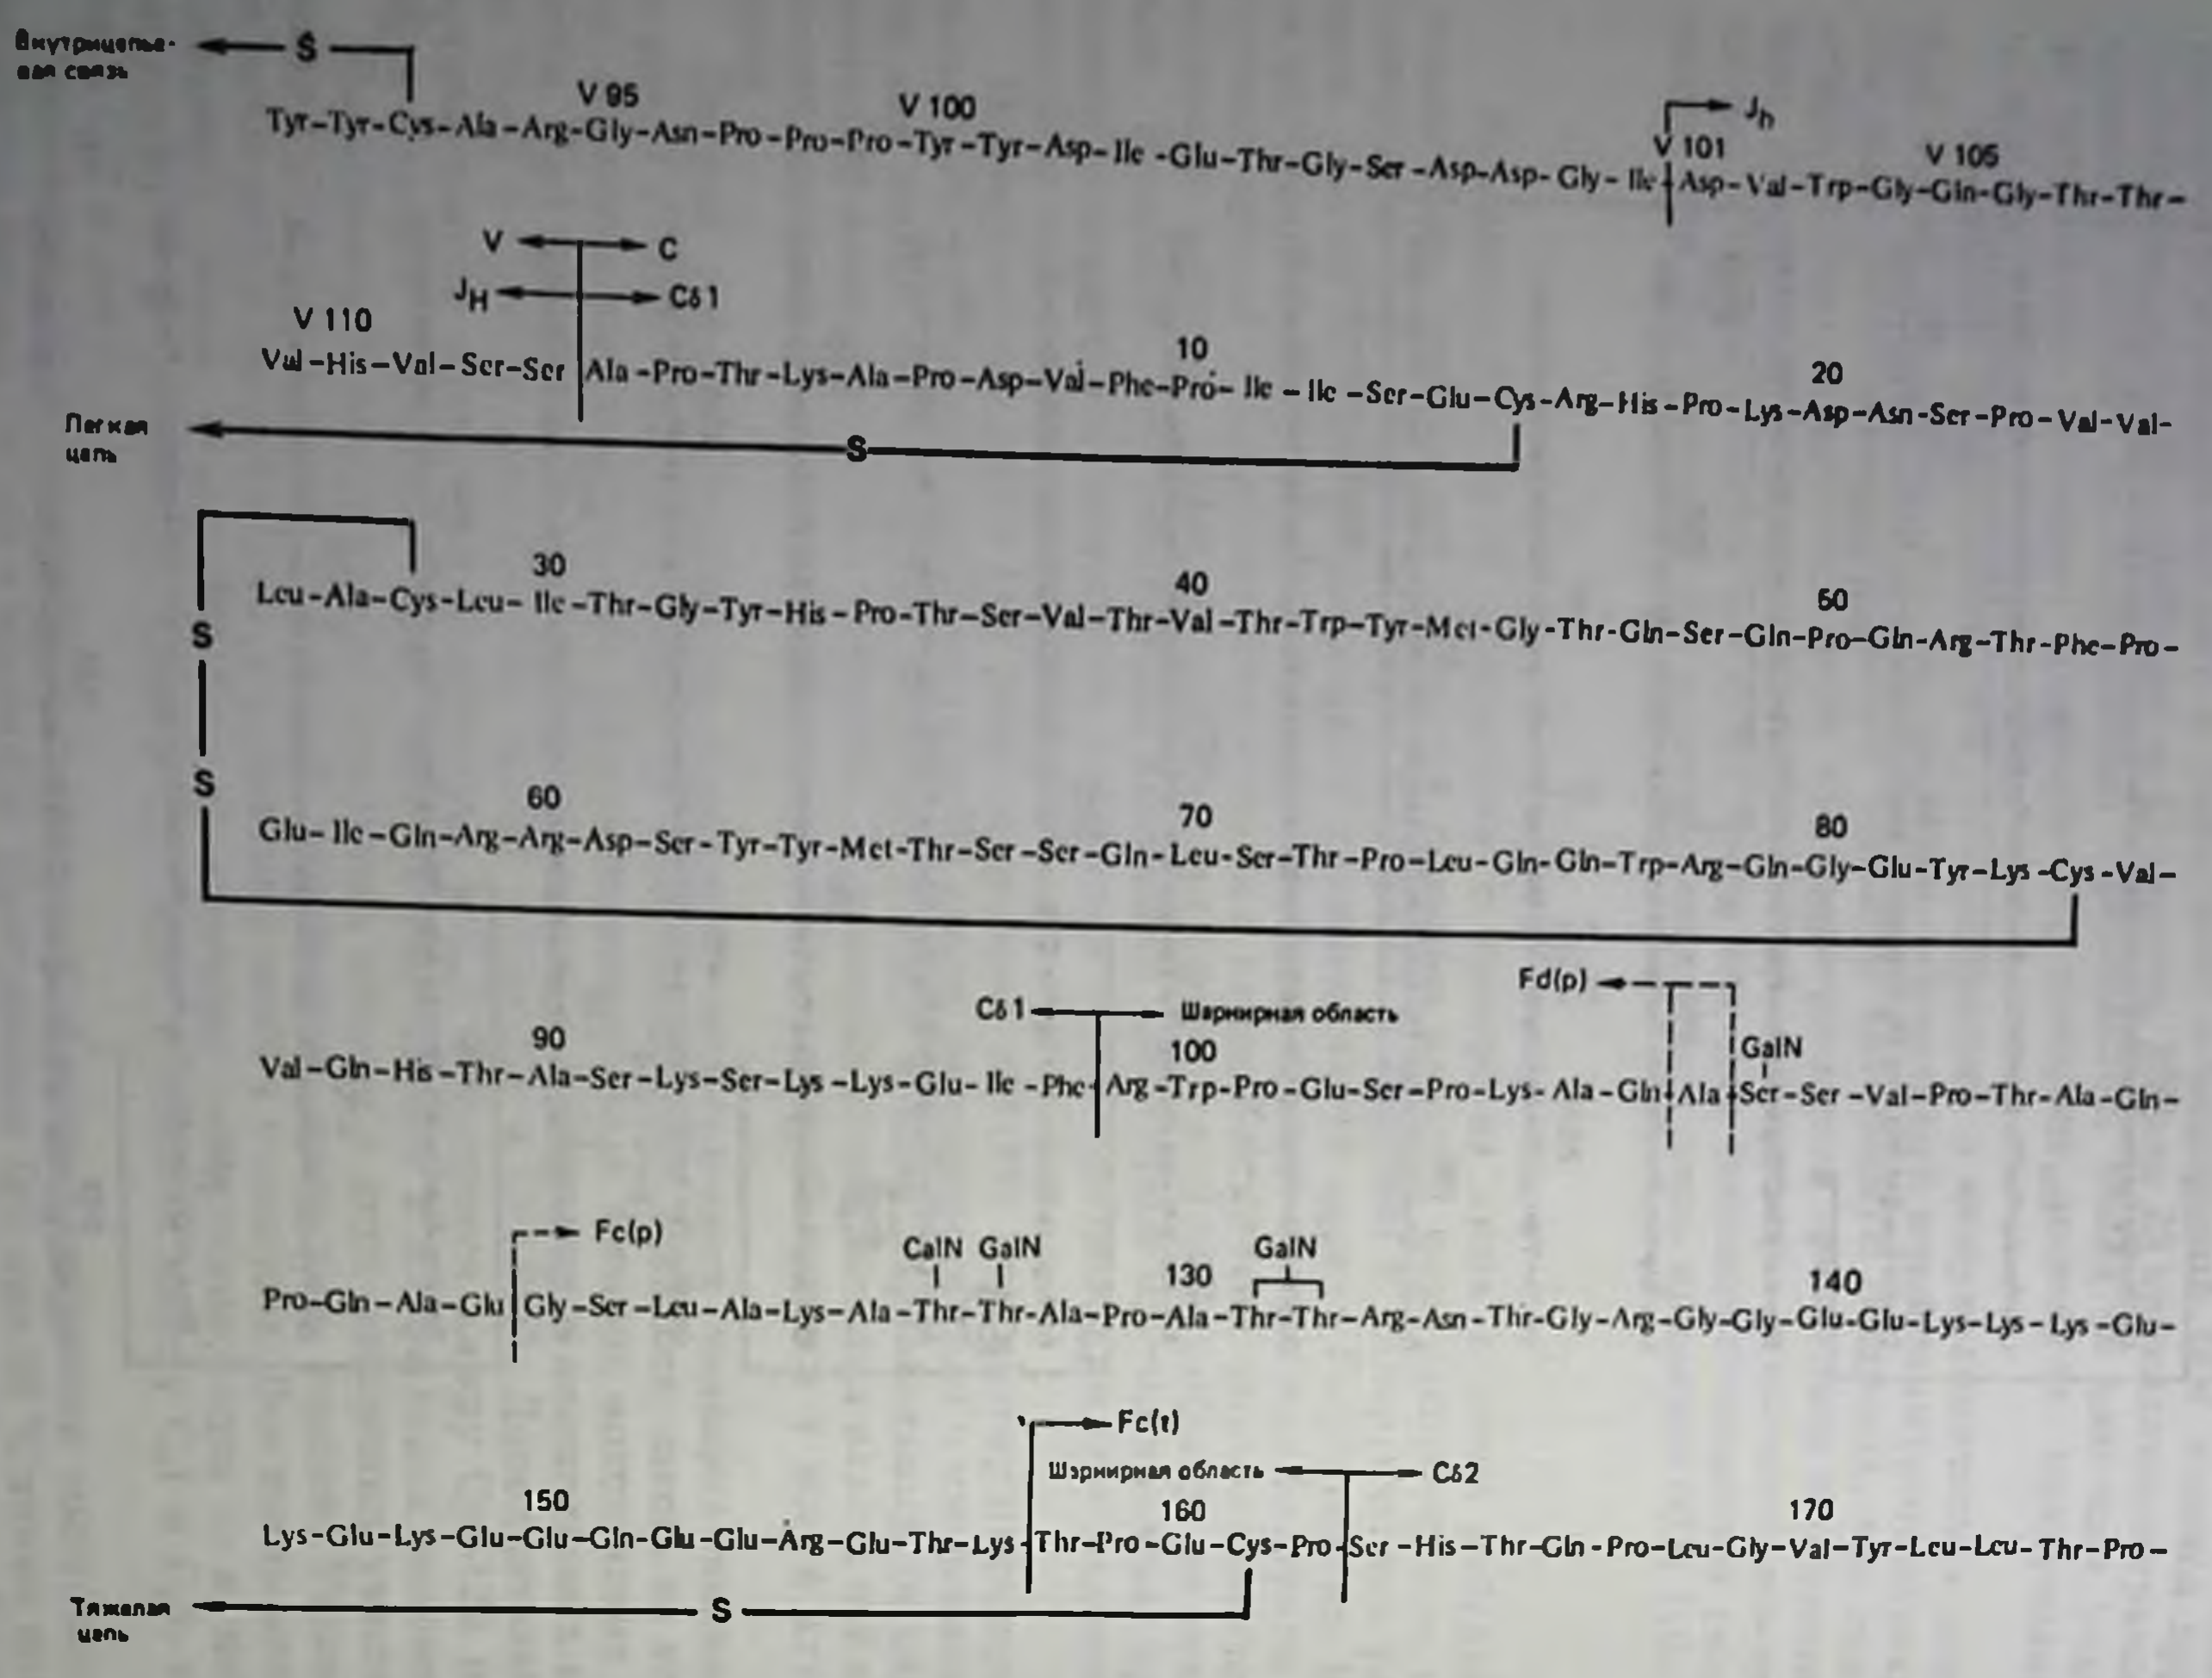 Внутрицепье-
вая связь
S
V 95 V 100 V 101 Jh V 105
Tyr–Tyr–Cys–Ala–Arg–Gly–Asn–Pro–Pro–Pro–Tyr–Tyr–Asp–Ile–Glu–Thr–Gly–Ser–Asp–Asp–Gly–Ile Asp–Val–Trp–Gly–Gln–Gly–Thr–Thr–
V C
JH Cδ1
V 110 10 20
Val–His–Val–Ser–Ser Ala–Pro–Thr–Lys–Ala–Pro–Asp–Val–Phe–Pro–Ile–Ile–Ser–Glu–Cys–Arg–His–Pro–Lys–Asp–Asn–Ser–Pro–Val–Val–
Легкая
цепь
S
30 40 50
Leu–Ala–Cys–Leu–Ile–Thr–Gly–Tyr–His–Pro–Thr–Ser–Val–Thr–Val–Thr–Trp–Tyr–Met–Gly–Thr–Gln–Ser–Gln–Pro–Gln–Arg–Thr–Phe–Pro–
S
S
60 70 80
Glu–Ile–Gln–Arg–Arg–Asp–Ser–Tyr–Tyr–Met–Thr–Ser–Ser–Gln–Leu–Ser–Thr–Pro–Leu–Gln–Gln–Trp–Arg–Gln–Gly–Glu–Tyr–Lys–Cys–Val–
Fd(p)
Cδ1 Шарнирная область
90 100 GalN
Val–Gln–His–Thr–Ala–Ser–Lys–Ser–Lys–Lys–Glu–Ile–Phe Arg–Trp–Pro–Glu–Ser–Pro–Lys–Ala–Gln Ala Ser–Ser–Val–Pro–Thr–Ala–Gln–
Fc(p) CalN GalN GalN
130 140
Pro–Gln–Ala–Glu Gly–Ser–Leu–Ala–Lys–Ala–Thr–Thr–Ala–Pro–Ala–Thr–Thr–Arg–Asn–Thr–Gly–Arg–Gly–Gly–Glu–Glu–Lys–Lys–Lys–Glu–
Fc(t)
Шарнирная область Cδ2
150 160 170
Lys–Glu–Lys–Glu–Glu–Gln–Glu–Glu–Arg–Glu–Thr–Lys Thr–Pro–Glu–Cys–Pro Ser–His–Thr–Gln–Pro–Leu–Gly–Val–Tyr–Leu–Leu–Thr–Pro–
Тяжелая
цепь
S